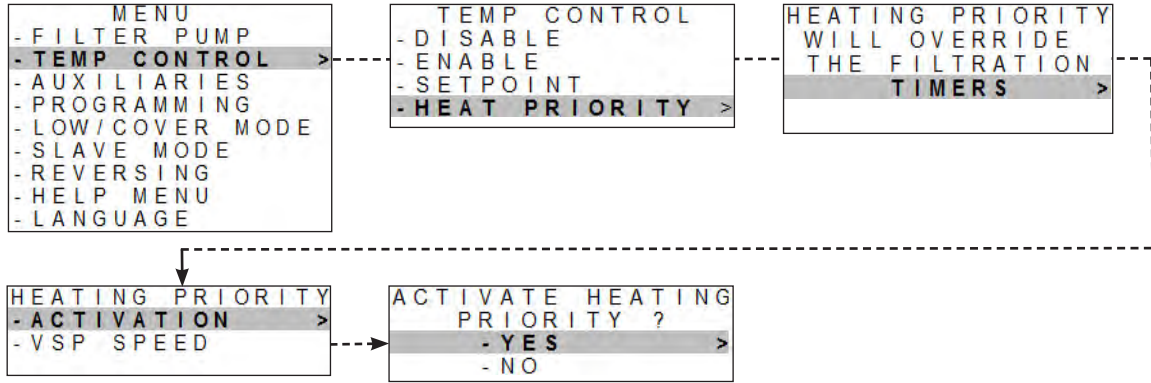 MENU
-FILTER PUMP
-TEMP CONTROL >
-AUXILIARIES
-PROGRAMMING
-LOW/COVER MODE
-SLAVE MODE
-REVERSING
-HELP MENU
-LANGUAGE
TEMP CONTROL
-DISABLE
-ENABLE
-SETPOINT
-HEAT PRIORITY >
HEATING PRIORITY
WILL OVERRIDE
THE FILTRATION
TIMERS >
HEATING PRIORITY
-ACTIVATION >
-VSP SPEED
ACTIVATE HEATING
PRIORITY ?
-YES >
-NO